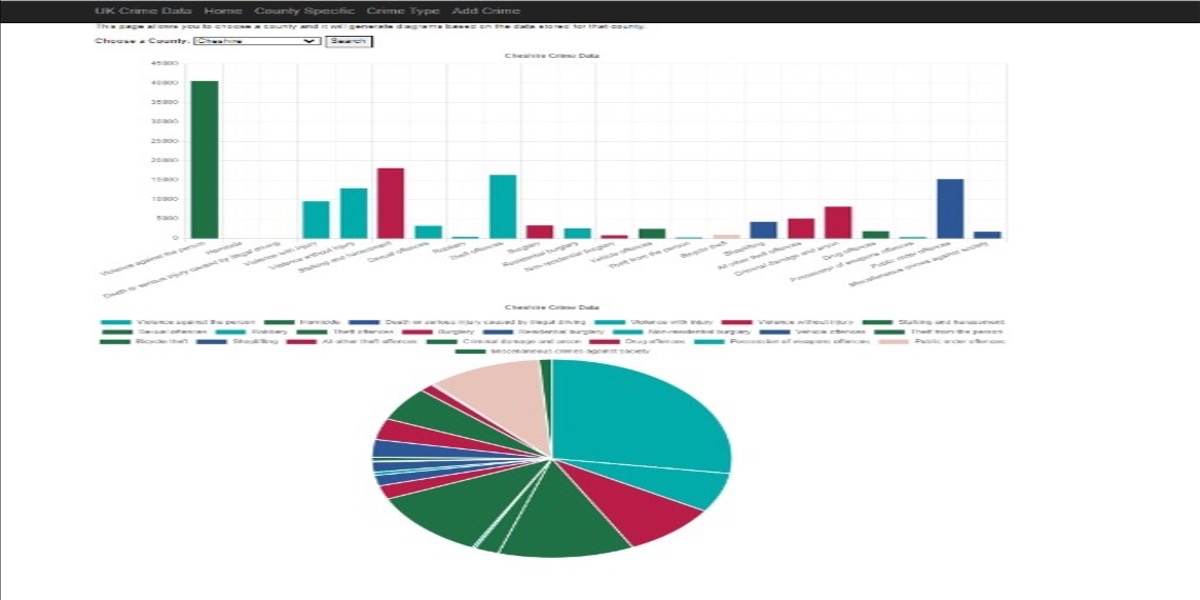 UK Crime Data Home County Specific Crime Type Add Crime
This page allows you to choose a county and it will generate diagrams based on the data stored for that county.
Choose a County: Cheshire Search
Cheshire Crime Data
45000
40000
35000
30000
25000
20000
15000
10000
5000
0
Violence against the person
Homicide
Death or serious injury caused by illegal driving
Violence with injury
Violence without injury
Stalking and harassment
Sexual offences
Robbery
Theft offences
Burglary
Residential burglary
Non-residential burglary
Vehicle offences
Theft from the person
Bicycle theft
Shoplifting
All other theft offences
Criminal damage and arson
Drug offences
Possession of weapons offences
Public order offences
Miscellaneous crimes against society
Cheshire Crime Data
Violence against the person Homicide Death or serious injury caused by illegal driving Violence with injury Violence without injury Stalking and harassment
Sexual offences Robbery Theft offences Burglary Residential burglary Non-residential burglary Vehicle offences Theft from the person
Bicycle theft Shoplifting All other theft offences Criminal damage and arson Drug offences Possession of weapons offences Public order offences
Miscellaneous crimes against society